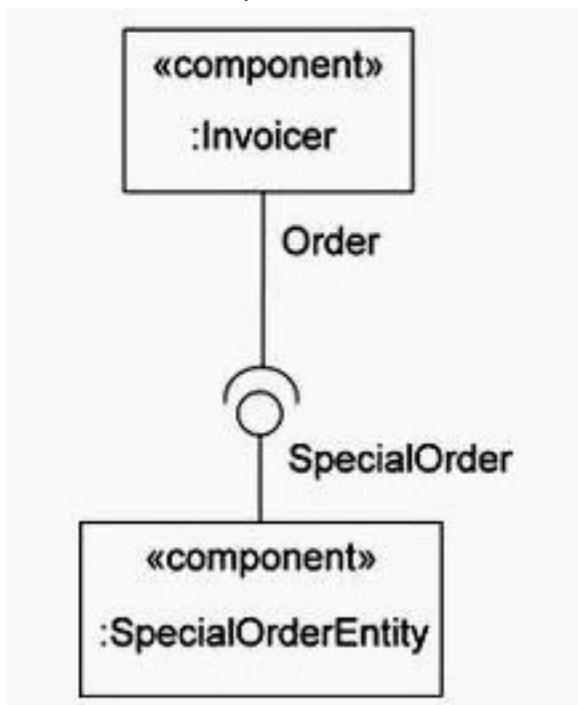 «component»
:Invoicer
Order
SpecialOrder
«component»
:SpecialOrderEntity